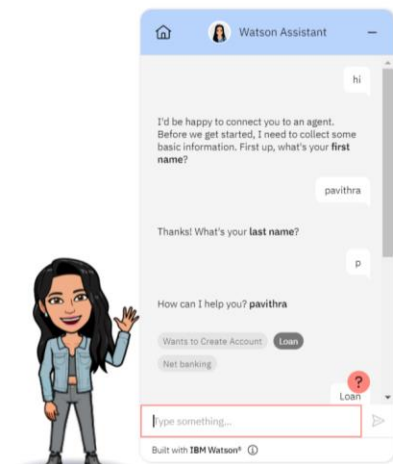 Watson Assistant
hi
I'd be happy to connect you to an agent.
Before we get started, I need to collect some
basic information. First up, what's your first
name?
pavithra
Thanks! What's your last name?
p
How can I help you? pavithra
Wants to Create Account Loan
Net banking
?
Loan
Type something...
Built with IBM Watson®